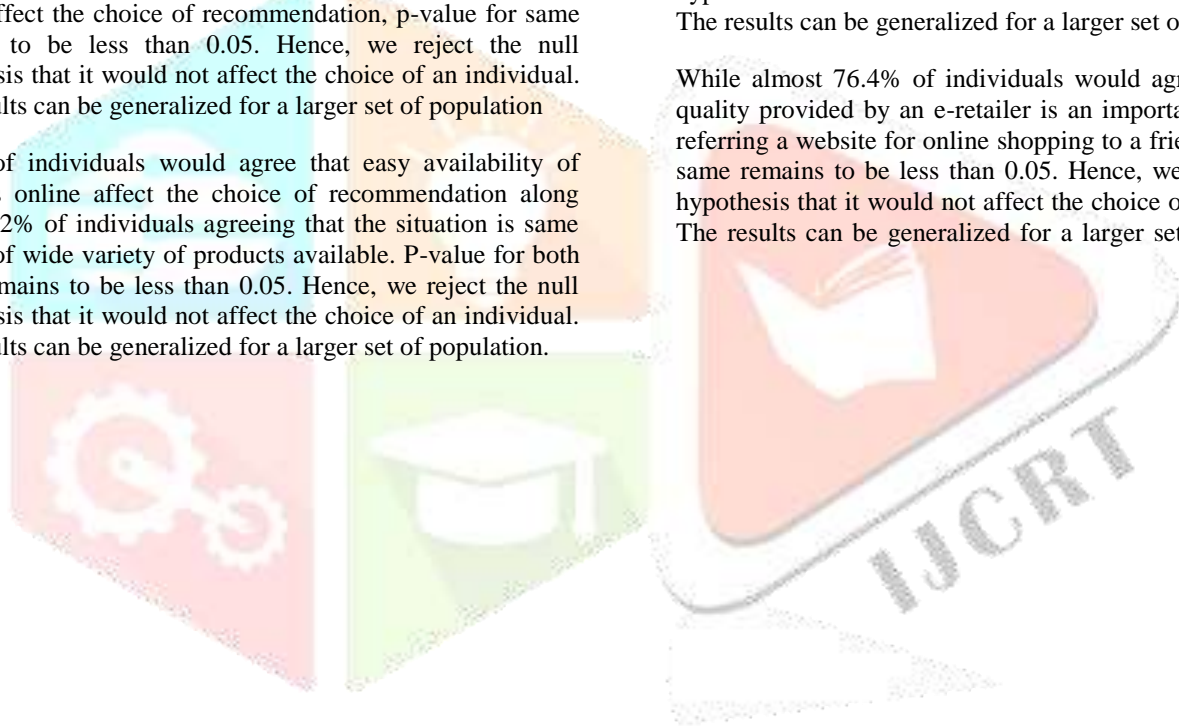 ffect the choice of recommendation, p-value for same
to be less than 0.05. Hence, we reject the null
sis that it would not affect the choice of an individual.
ults can be generalized for a larger set of population
of individuals would agree that easy availability of
online affect the choice of recommendation along
2% of individuals agreeing that the situation is same
of wide variety of products available. P-value for both
mains to be less than 0.05. Hence, we reject the null
sis that it would not affect the choice of an individual.
ults can be generalized for a larger set of population.
The results can be generalized for a larger set o
While almost 76.4% of individuals would agr
quality provided by an e-retailer is an importa
referring a website for online shopping to a frie
same remains to be less than 0.05. Hence, we
hypothesis that it would not affect the choice o
The results can be generalized for a larger set
IJCRT